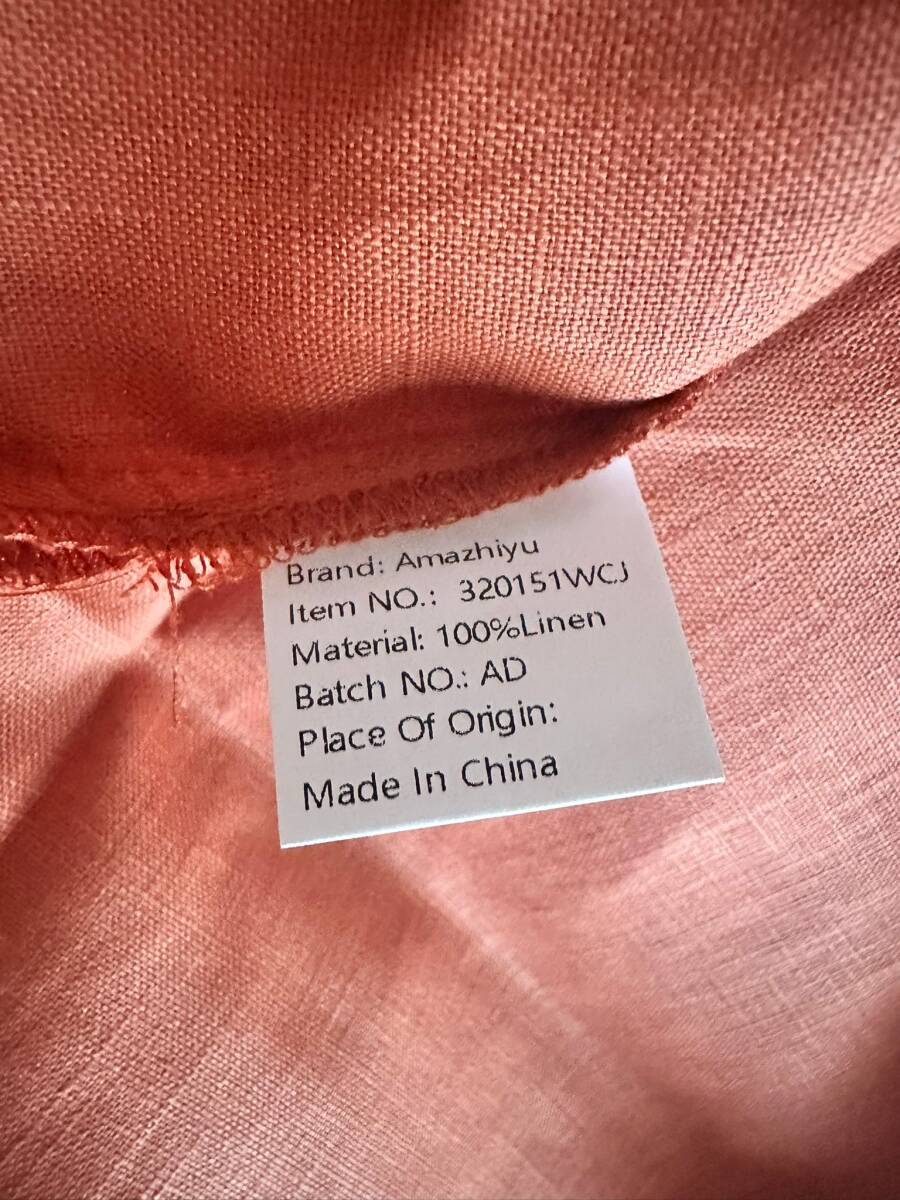 Brand: Amazhiyu
Item NO.: 320151WCJ
Material: 100%Linen
Batch NO.: AD
Place Of Origin:
Made In China